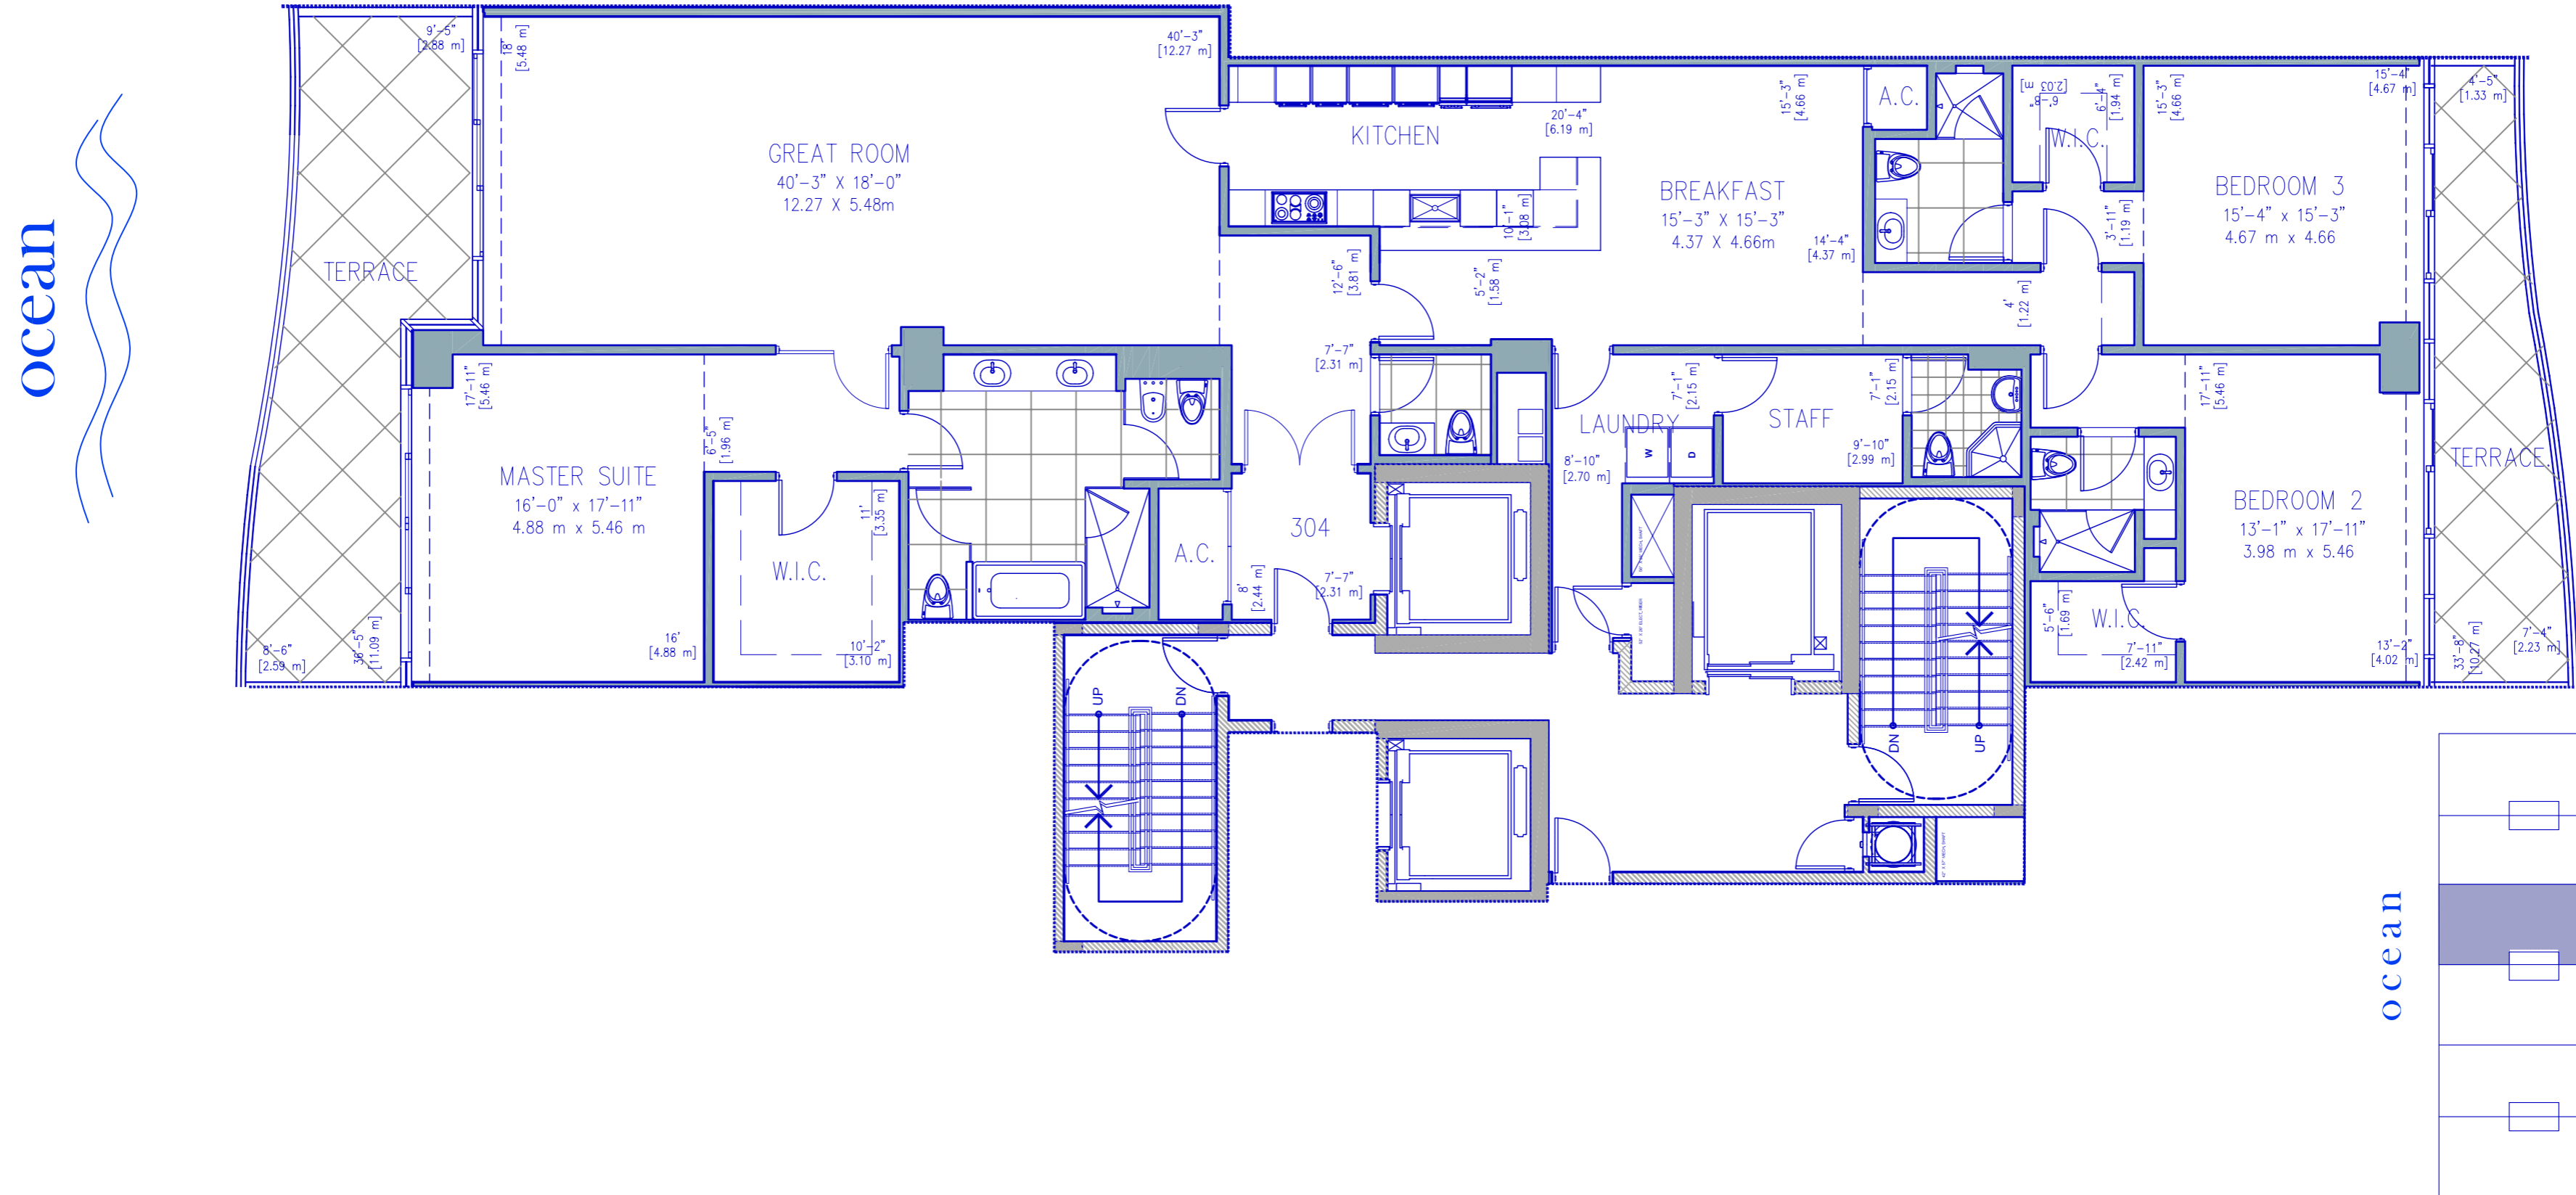 ocean
TERRACE
9'-5"
[2.88 m]
18'
[5.48 m]
GREAT ROOM
40'-3" X 18'-0"
12.27 X 5.48m
40'-3"
[12.27 m]
KITCHEN
20'-4"
[6.19 m]
10'-1"
[3.08 m]
BREAKFAST
15'-3" X 15'-3"
4.37 X 4.66m
15'-3"
[4.66 m]
14'-4"
[4.37 m]
A.C.
6'-8"
[2.03 m]
6'-4"
[1.94 m]
W.I.C.
15'-3"
[4.66 m]
BEDROOM 3
15'-4" x 15'-3"
4.67 m x 4.66
15'-4"
[4.67 m]
4'-5"
[1.33 m]
3'-11"
[1.19 m]
4'
[1.22 m]
12'-6"
[3.81 m]
5'-2"
[1.58 m]
7'-7"
[2.31 m]
17'-11"
[5.46 m]
6'-5"
[1.96 m]
MASTER SUITE
16'-0" x 17'-11"
4.88 m x 5.46 m
16'
[4.88 m]
8'-6"
[2.59 m]
36'-5"
[11.09 m]
W.I.C.
11'
[3.35 m]
10'-2"
[3.10 m]
A.C.
304
8'
[2.44 m]
7'-7"
[2.31 m]
LAUNDRY
8'-10"
[2.70 m]
W
D
7'-1"
[2.15 m]
STAFF
7'-1"
[2.15 m]
9'-10"
[2.99 m]
17'-11"
[5.46 m]
BEDROOM 2
13'-1" x 17'-11"
3.98 m x 5.46
TERRACE
W.I.C.
5'-6"
[1.69 m]
7'-11"
[2.42 m]
13'-2"
[4.02 m]
33'-8"
[10.27 m]
7'-4"
[2.23 m]
UP
DN
DN
UP
ocean